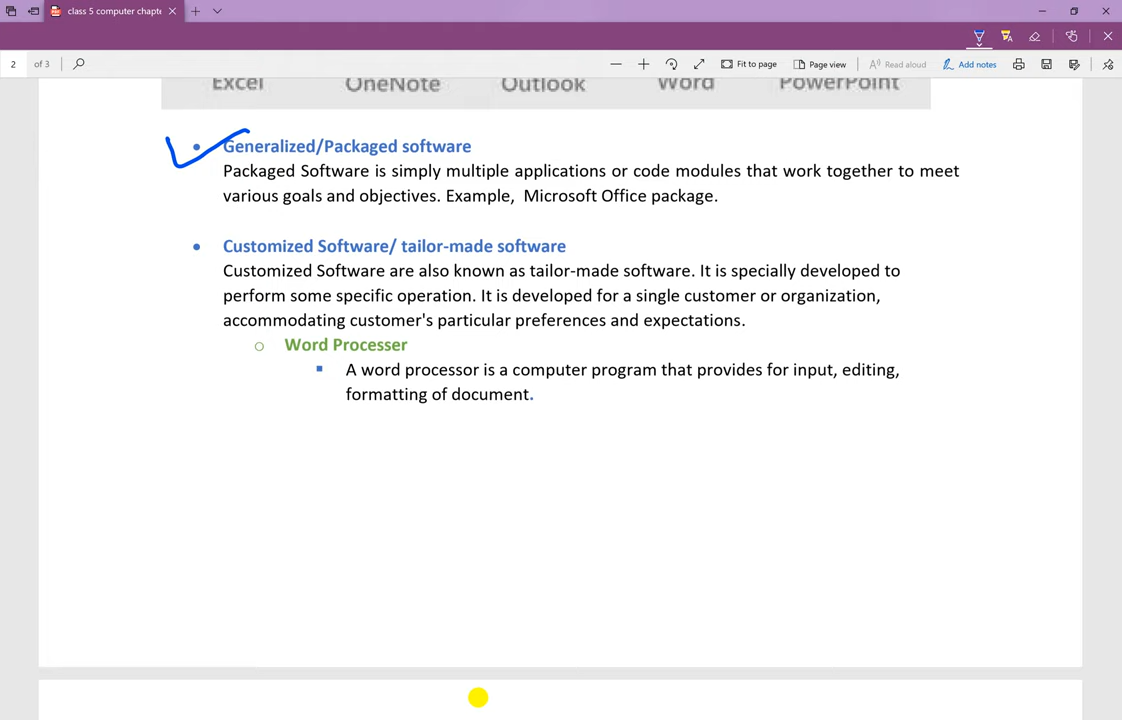 class 5 computer chapte
2 of 3
Fit to page
Page view
Read aloud
Add notes
Excel OneNote Outlook Word PowerPoint
• Generalized/Packaged software
Packaged Software is simply multiple applications or code modules that work together to meet
various goals and objectives. Example, Microsoft Office package.
• Customized Software/ tailor-made software
Customized Software are also known as tailor-made software. It is specially developed to
perform some specific operation. It is developed for a single customer or organization,
accommodating customer's particular preferences and expectations.
o Word Processer
▪ A word processor is a computer program that provides for input, editing,
formatting of document.